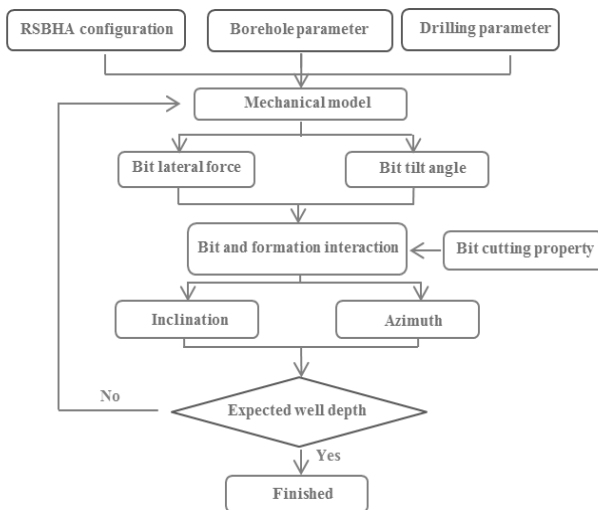 RSBHA configuration
Borehole parameter
Drilling parameter
Mechanical model
Bit lateral force
Bit tilt angle
Bit and formation interaction
Bit cutting property
Inclination
Azimuth
No
Expected well depth
Yes
Finished